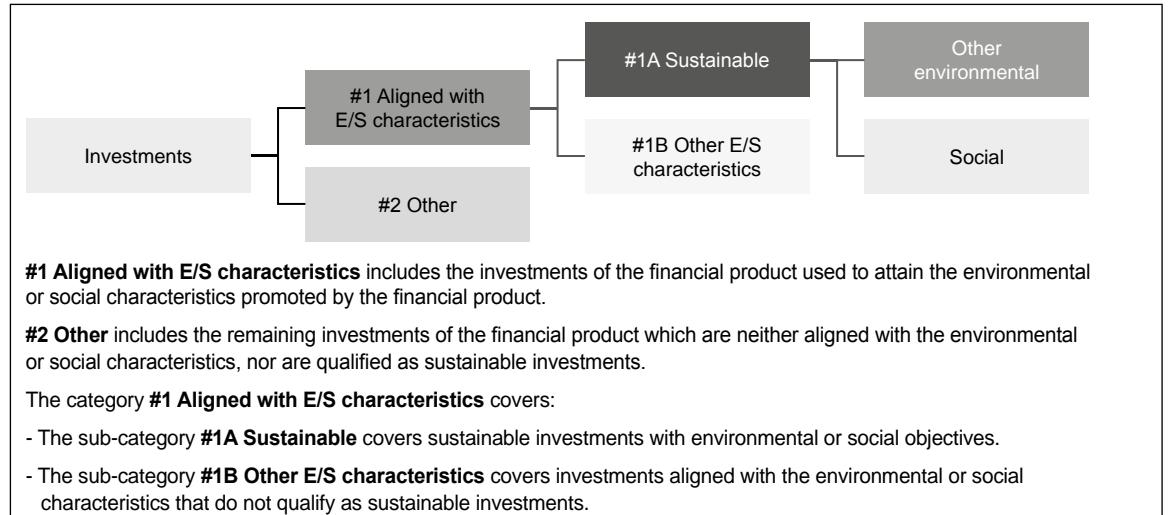 Investments
#1 Aligned with
E/S characteristics
#2 Other
#1A Sustainable
#1B Other E/S
characteristics
Other
environmental
Social
#1 Aligned with E/S characteristics includes the investments of the financial product used to attain the environmental
or social characteristics promoted by the financial product.
#2 Other includes the remaining investments of the financial product which are neither aligned with the environmental
or social characteristics, nor are qualified as sustainable investments.
The category #1 Aligned with E/S characteristics covers:
- The sub-category #1A Sustainable covers sustainable investments with environmental or social objectives.
- The sub-category #1B Other E/S characteristics covers investments aligned with the environmental or social
characteristics that do not qualify as sustainable investments.